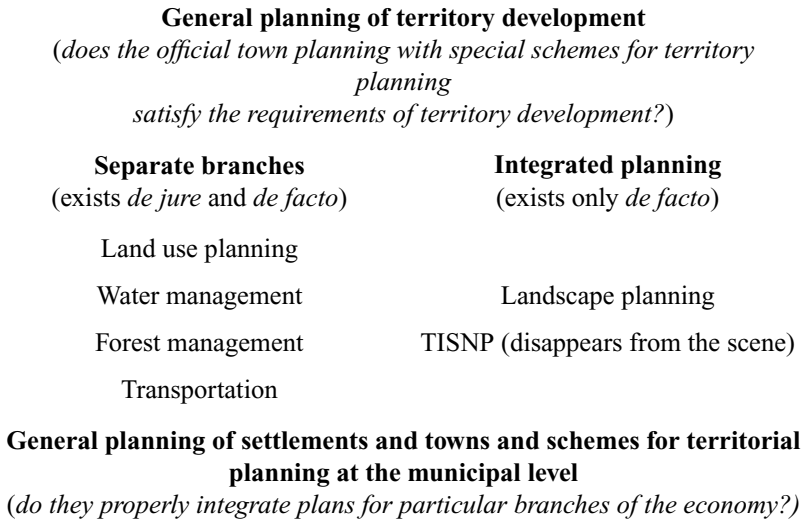 General planning of territory development
(does the official town planning with special schemes for territory
planning
satisfy the requirements of territory development?)
Separate branches
(exists de jure and de facto)
Integrated planning
(exists only de facto)
Land use planning
Water management
Landscape planning
Forest management
TISNP (disappears from the scene)
Transportation
General planning of settlements and towns and schemes for territorial
planning at the municipal level
(do they properly integrate plans for particular branches of the economy?)